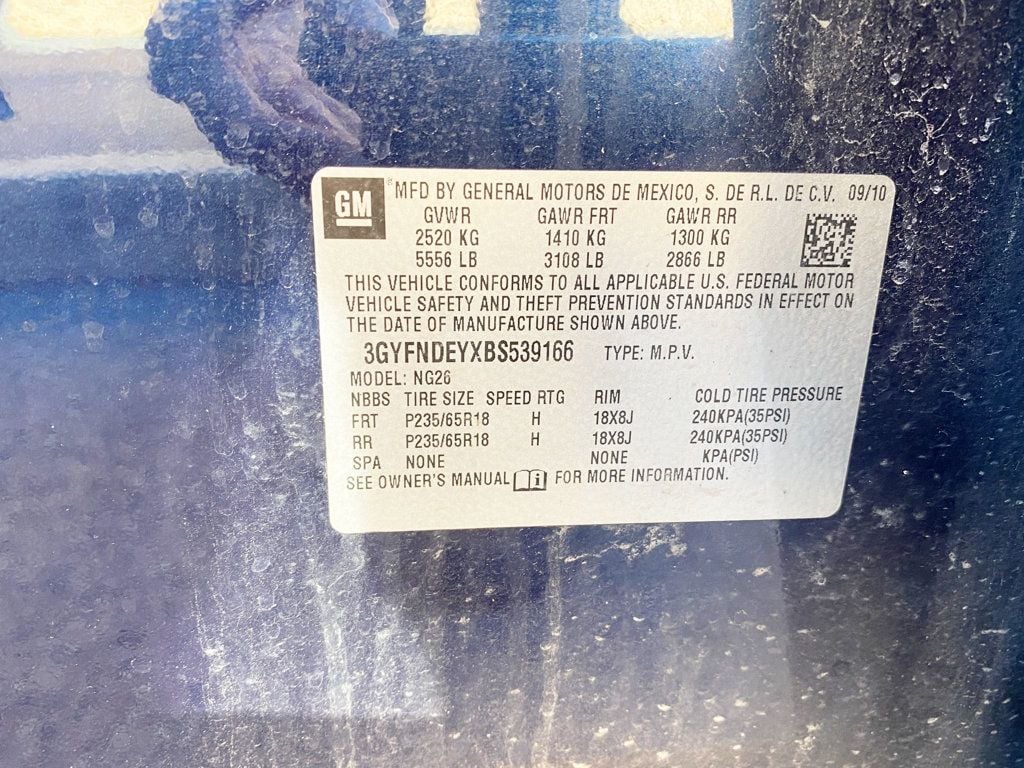 GM ® MFD BY GENERAL MOTORS DE MEXICO, S. DE R.L. DE C.V. 09/10
GVWR GAWR FRT GAWR RR
2520 KG 1410 KG 1300 KG
5556 LB 3108 LB 2866 LB
THIS VEHICLE CONFORMS TO ALL APPLICABLE U.S. FEDERAL MOTOR
VEHICLE SAFETY AND THEFT PREVENTION STANDARDS IN EFFECT ON
THE DATE OF MANUFACTURE SHOWN ABOVE.
3GYFNDEYXBS539166 TYPE: M.P.V.
MODEL: NG26
NBBS TIRE SIZE SPEED RTG RIM COLD TIRE PRESSURE
FRT P235/65R18 H 18X8J 240KPA(35PSI)
RR P235/65R18 H 18X8J 240KPA(35PSI)
SPA NONE NONE KPA(PSI)
SEE OWNER'S MANUAL i FOR MORE INFORMATION.